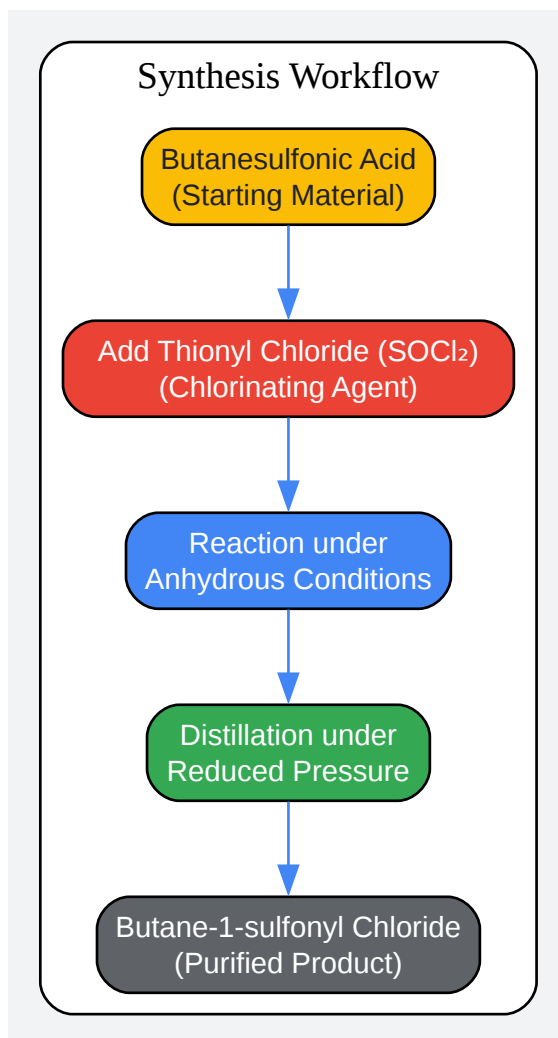 Synthesis Workflow
Butanesulfonic Acid
(Starting Material)
Add Thionyl Chloride (SOCl₂)
(Chlorinating Agent)
Reaction under
Anhydrous Conditions
Distillation under
Reduced Pressure
Butane-1-sulfonyl Chloride
(Purified Product)